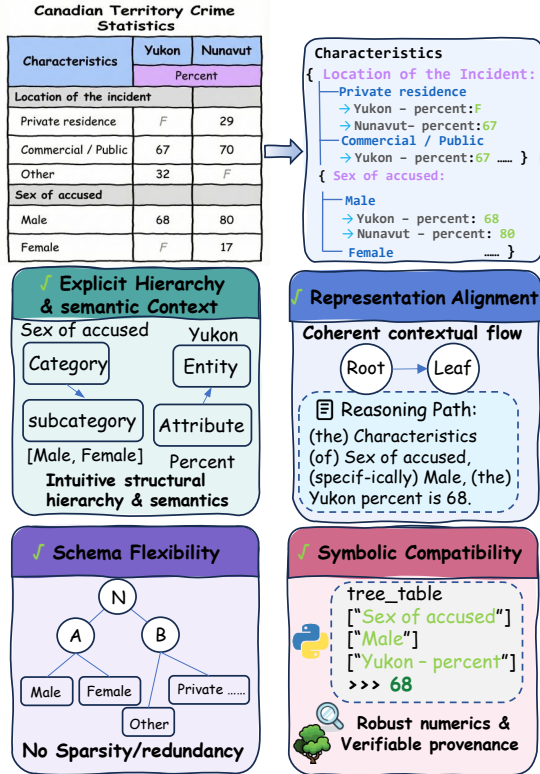 Canadian Territory Crime
Statistics
Characteristics Yukon Nunavut
Percent
Location of the incident
Private residence F 29
Commercial / Public 67 70
Other 32 F
Sex of accused
Male 68 80
Female F 17
Characteristics
{ Location of the Incident:
Private residence
→ Yukon – percent:F
→ Nunavut– percent:67
Commercial / Public
→ Yukon – percent:67 …… }
{ Sex of accused:
Male
→ Yukon – percent: 68
→ Nunavut – percent: 80
Female …… }
√ Explicit Hierarchy
& semantic Context
Sex of accused Yukon
Category Entity
subcategory Attribute
[Male, Female] Percent
Intuitive structural
hierarchy & semantics
√ Representation Alignment
Coherent contextual flow
Root Leaf
Reasoning Path:
(the) Characteristics
(of) Sex of accused,
(specif-ically) Male, (the)
Yukon percent is 68.
√ Schema Flexibility
N
A B
Male Female Private ……
Other
No Sparsity/redundancy
√ Symbolic Compatibility
tree_table
["Sex of accused"]
["Male"]
["Yukon – percent"]
>>> 68
Robust numerics &
Verifiable provenance